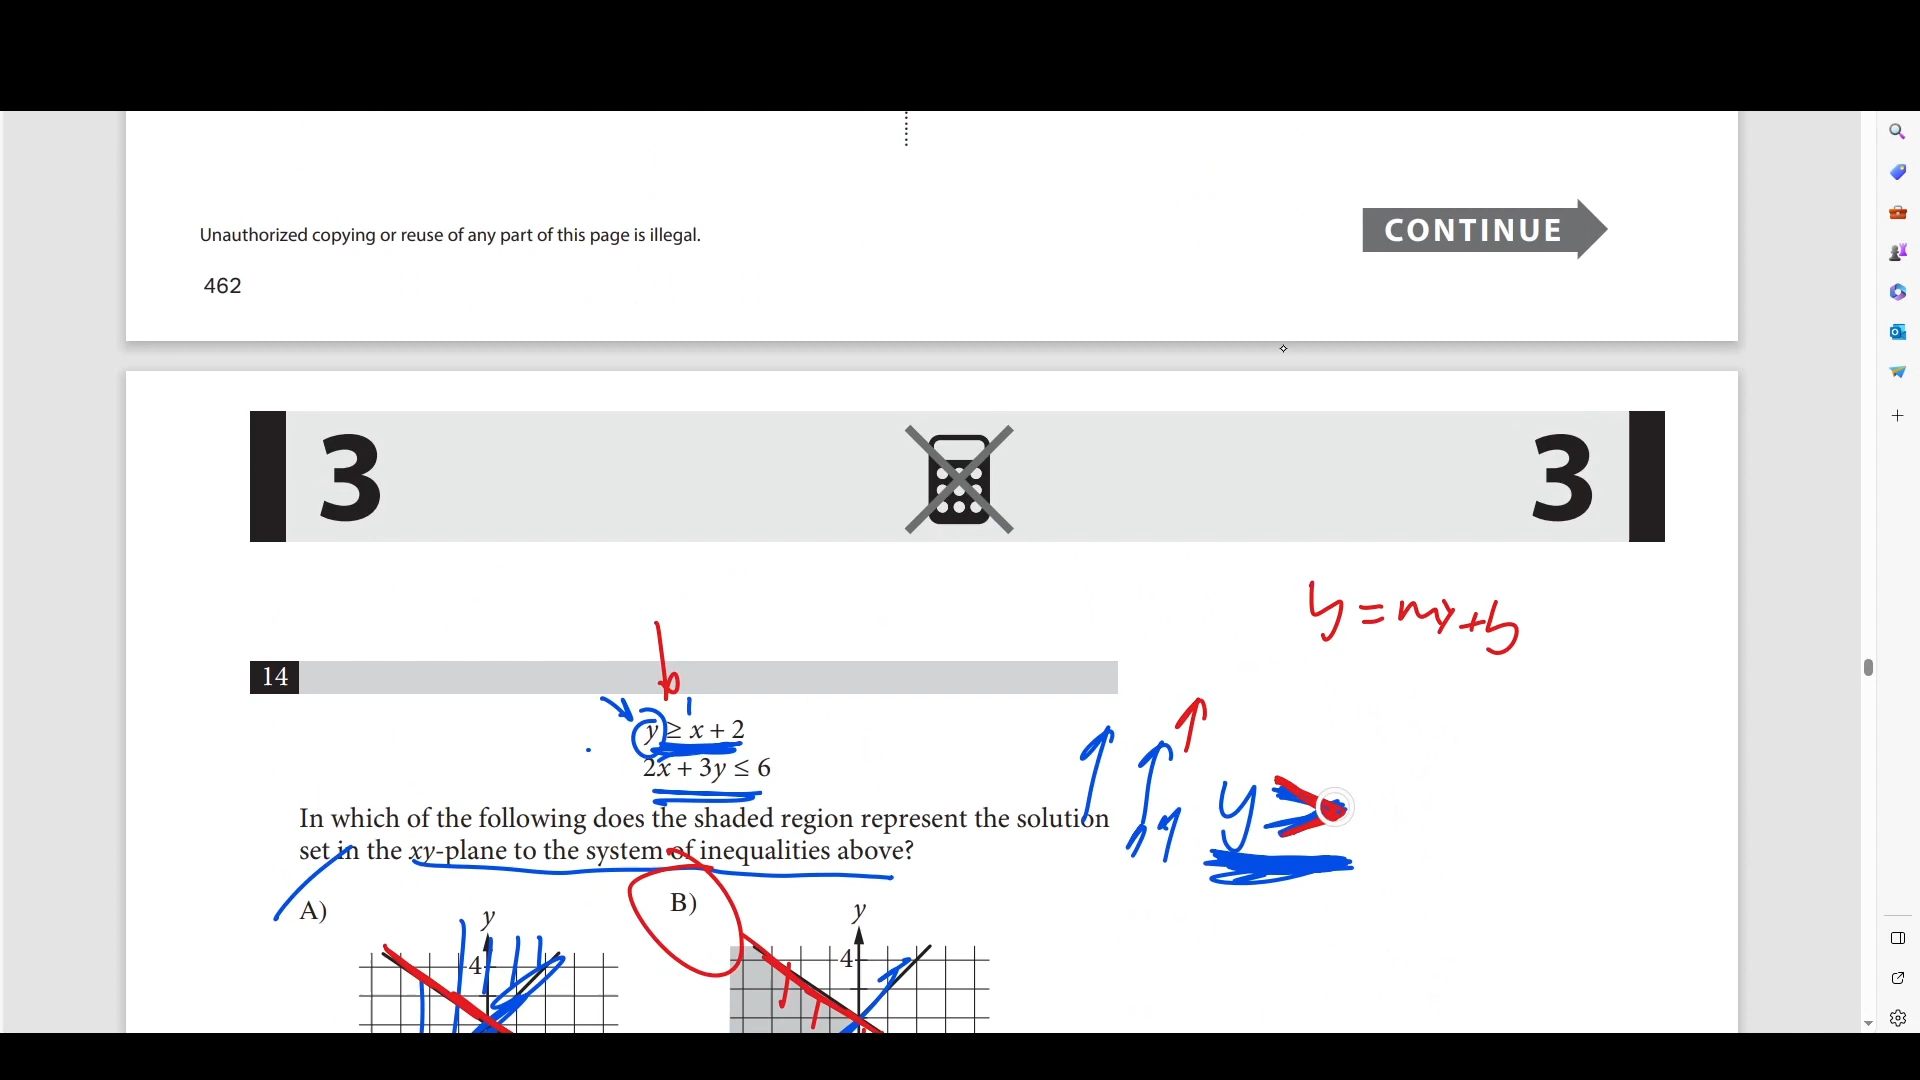 Unauthorized copying or reuse of any part of this page is illegal.
CONTINUE
462
3 3
y = mx + b
14
y ≥ x + 2
2x + 3y ≤ 6
y ≥
In which of the following does the shaded region represent the solution
set in the xy-plane to the system of inequalities above?
A) B)
y y
4 4